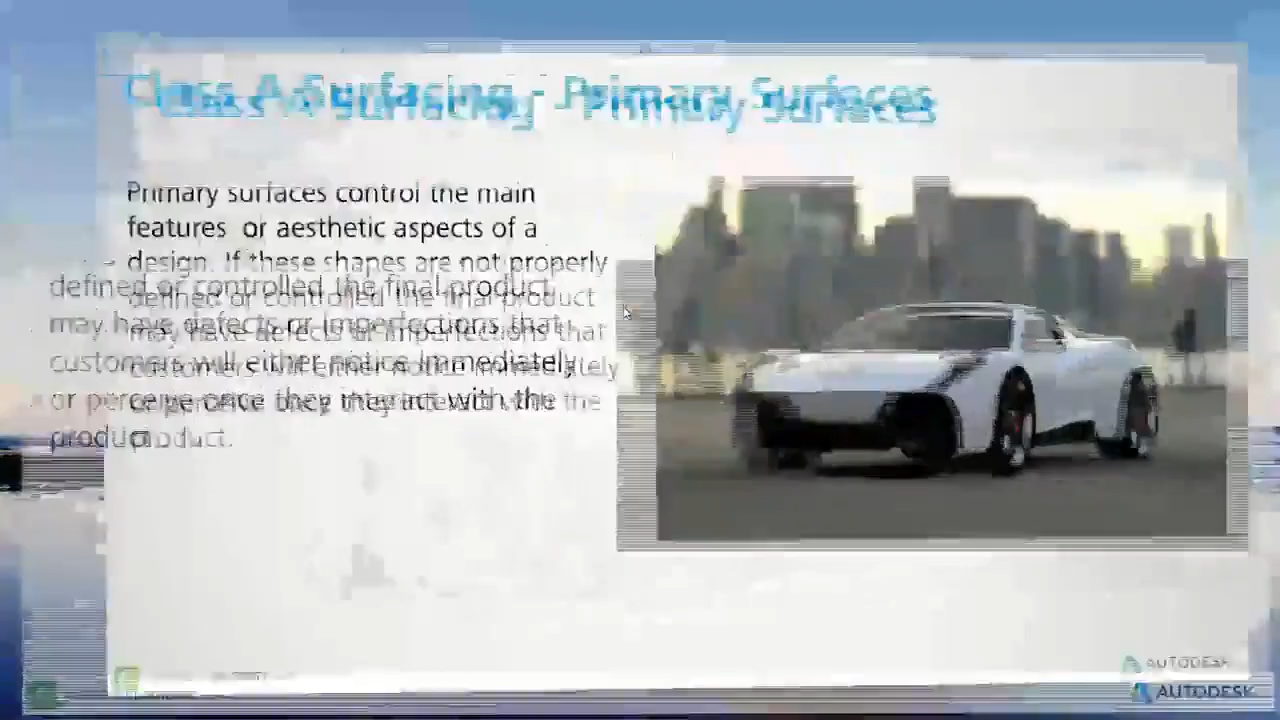 Class A Surfacing - Primary Surfaces
Primary surfaces control the main
features or aesthetic aspects of a
design. If these shapes are not properly
defined or controlled the final product
may have defects or imperfections that
customers will either notice immediately
or perceive once they interact with the
product.
AUTODESK
AUTODESK